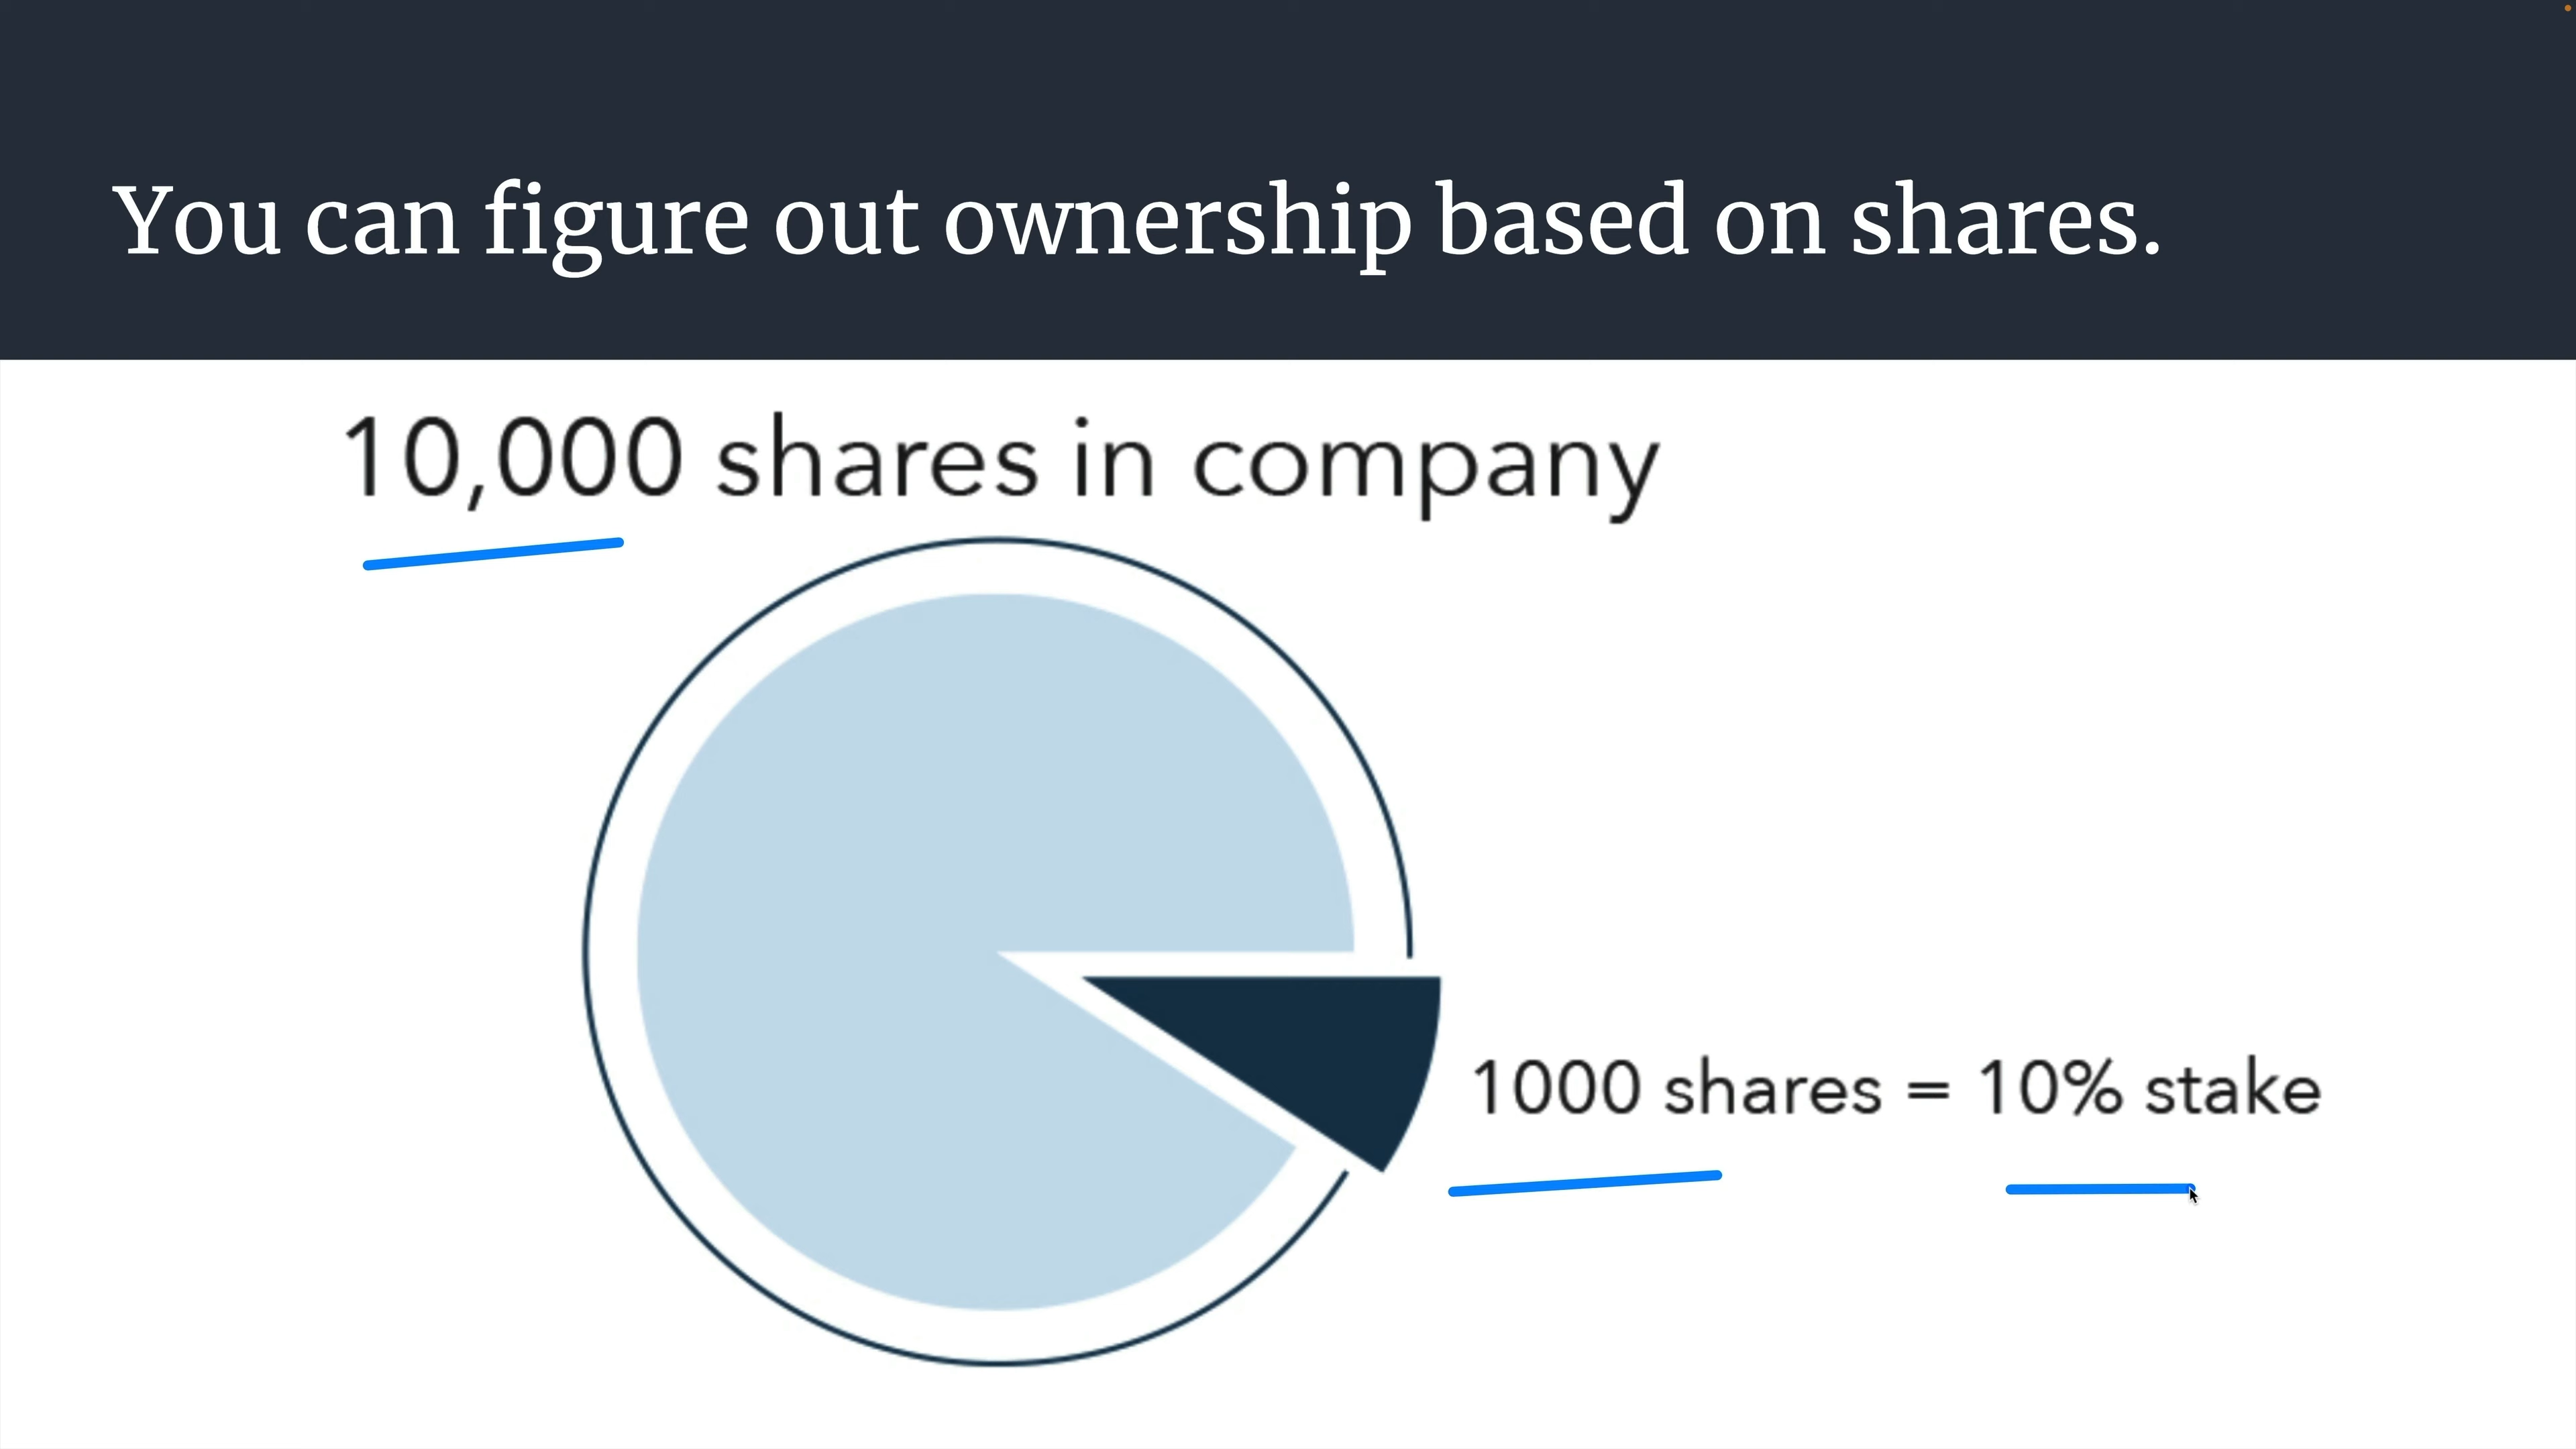 You can figure out ownership based on shares.
10,000 shares in company
1000 shares = 10% stake